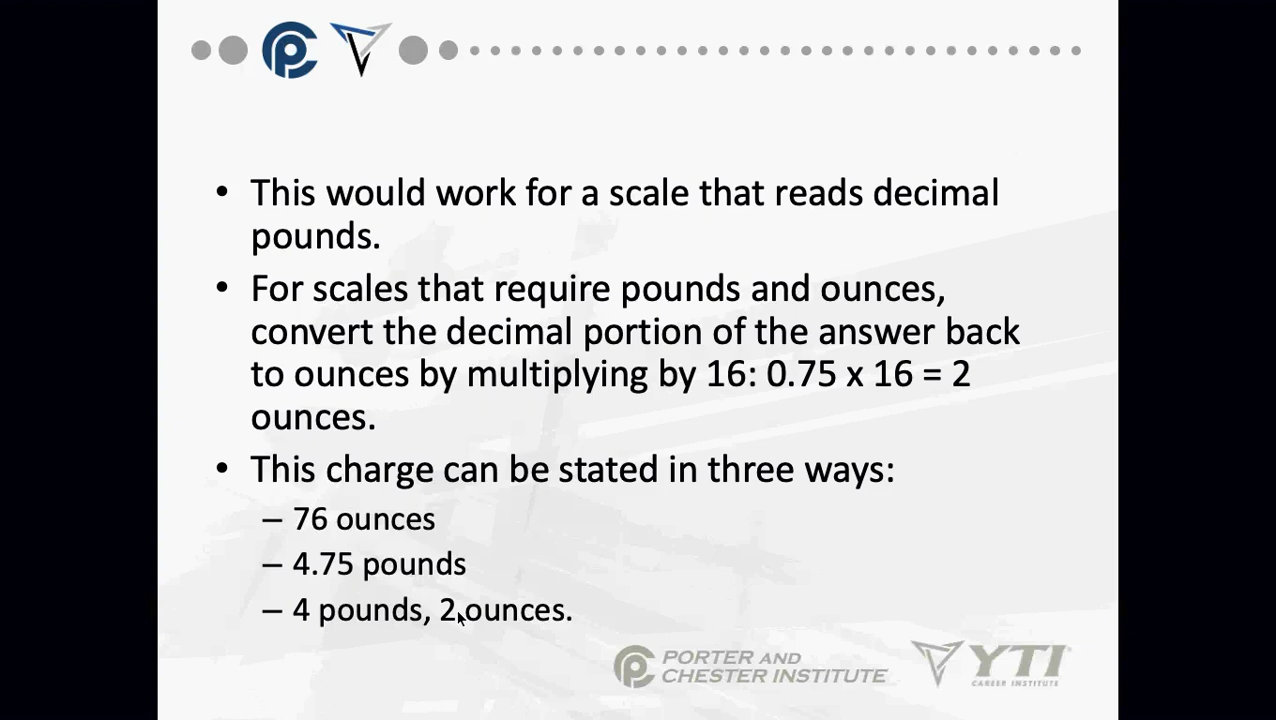 • This would work for a scale that reads decimal
pounds.
• For scales that require pounds and ounces,
convert the decimal portion of the answer back
to ounces by multiplying by 16: 0.75 x 16 = 2
ounces.
• This charge can be stated in three ways:
– 76 ounces
– 4.75 pounds
– 4 pounds, 2 ounces.
PORTER AND
CHESTER INSTITUTE
YTI
CAREER INSTITUTE